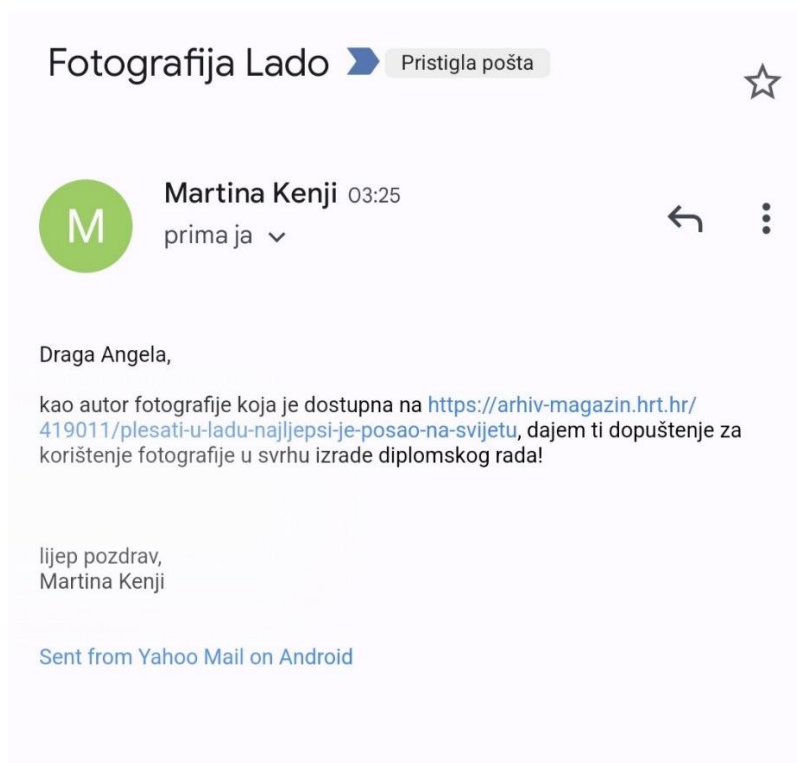 Fotografija Lado Pristigla pošta
M
Martina Kenji 03:25
prima ja
Draga Angela,
kao autor fotografije koja je dostupna na https://arhiv-magazin.hrt.hr/
419011/plesati-u-ladu-najljepsi-je-posao-na-svijetu, dajem ti dopuštenje za
korištenje fotografije u svrhu izrade diplomskog rada!
lijep pozdrav,
Martina Kenji
Sent from Yahoo Mail on Android